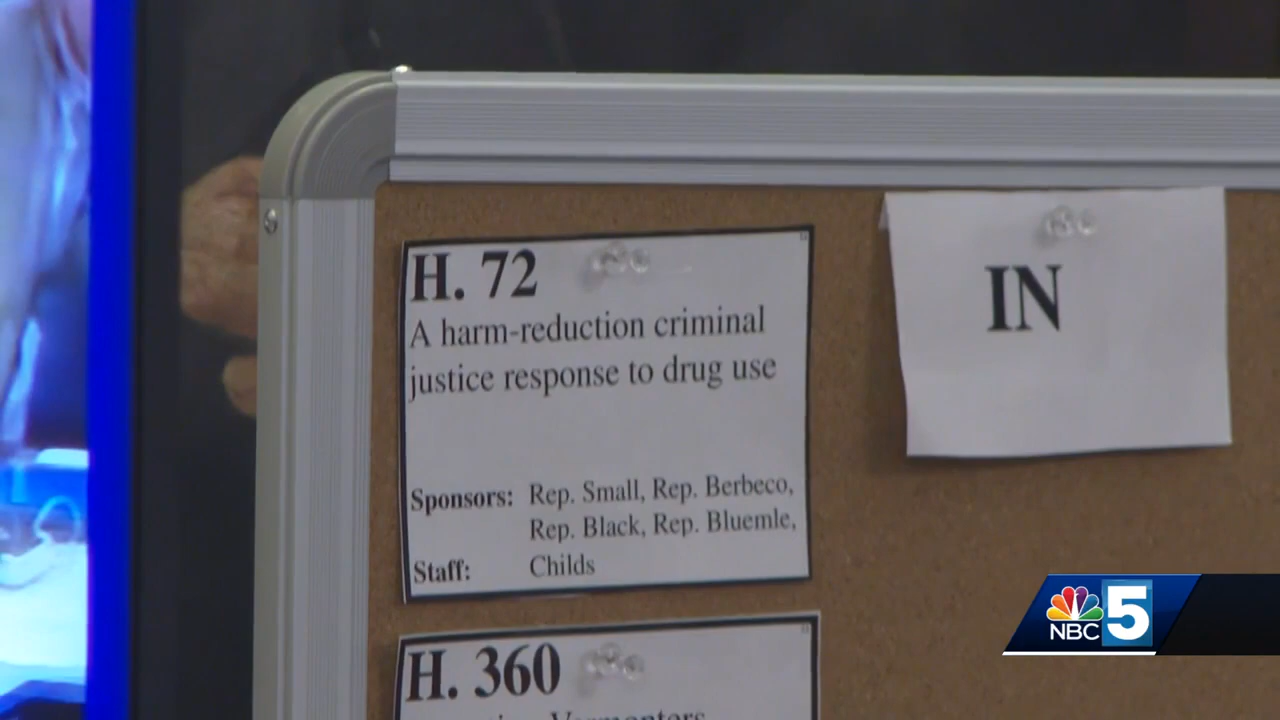 H. 72
A harm-reduction criminal
justice response to drug use
Sponsors: Rep. Small, Rep. Berbeco,
Rep. Black, Rep. Bluemle,
Staff: Childs
IN
H. 360
Vermonters
NBC 5